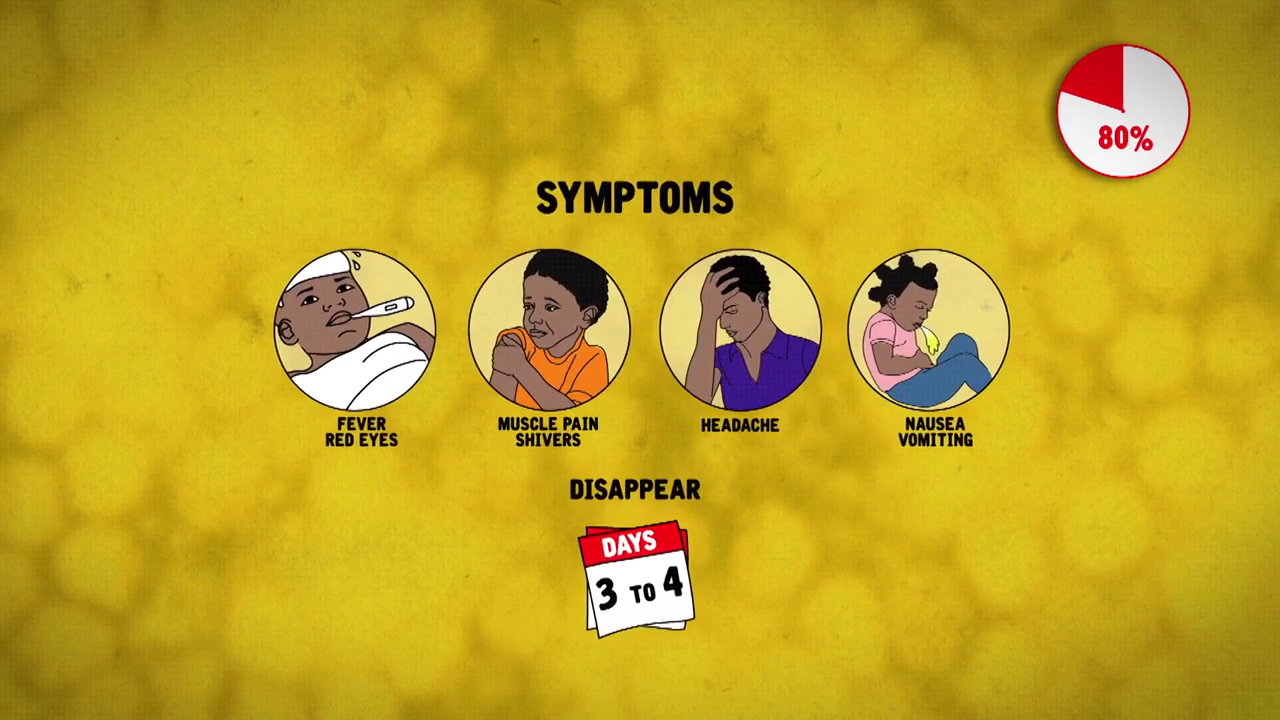 80%
SYMPTOMS
FEVER
RED EYES
MUSCLE PAIN
SHIVERS
HEADACHE
NAUSEA
VOMITING
DISAPPEAR
DAYS
3 TO 4